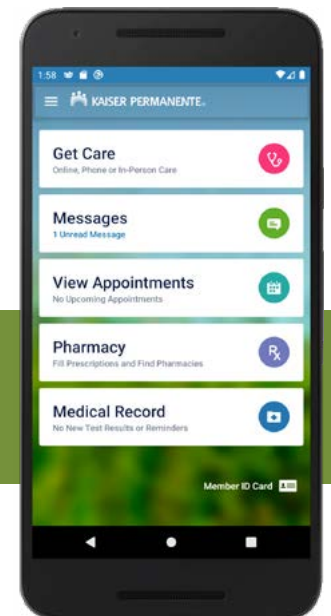 1:58
KAISER PERMANENTE®
Get Care
Online, Phone or In-Person Care
Messages
1 Unread Message
View Appointments
No Upcoming Appointments
Pharmacy
Fill Prescriptions and Find Pharmacies
Rx
Medical Record
No New Test Results or Reminders
Member ID Card